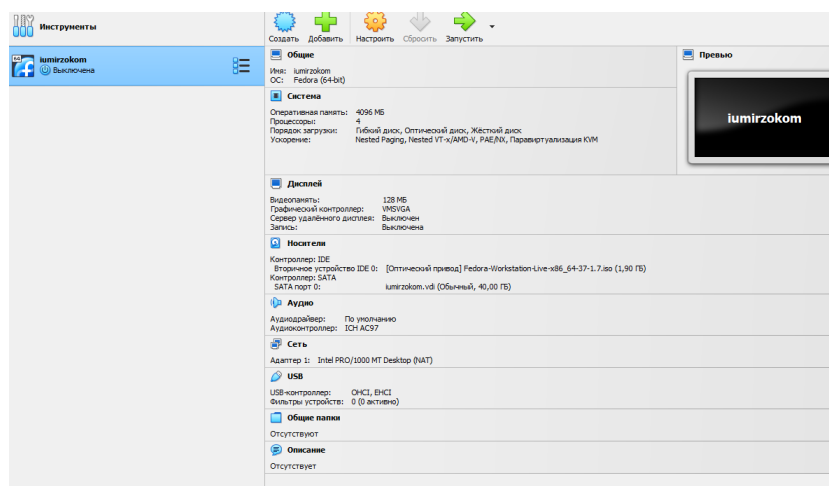 Инструменты
Создать Добавить Настроить Сбросить Запустить
64
iumirzokom
Выключена
Общие
Имя: iumirzokom
ОС: Fedora (64-bit)
Превью
iumirzokom
Система
Оперативная память: 4096 МБ
Процессоры: 4
Порядок загрузки: Гибкий диск, Оптический диск, Жёсткий диск
Ускорение: Nested Paging, Nested VT-x/AMD-V, PAE/NX, Паравиртуализация KVM
Дисплей
Видеопамять: 128 МБ
Графический контроллер: VMSVGA
Сервер удалённого дисплея: Выключен
Запись: Выключена
Носители
Контроллер: IDE
Вторичное устройство IDE 0: [Оптический привод] Fedora-Workstation-Live-x86_64-37-1.7.iso (1,90 ГБ)
Контроллер: SATA
SATA порт 0: iumirzokom.vdi (Обычный, 40,00 ГБ)
Аудио
Аудиодрайвер: По умолчанию
Аудиоконтроллер: ICH AC97
Сеть
Адаптер 1: Intel PRO/1000 MT Desktop (NAT)
USB
USB-контроллер: OHCI, EHCI
Фильтры устройств: 0 (0 активно)
Общие папки
Отсутствуют
Описание
Отсутствует